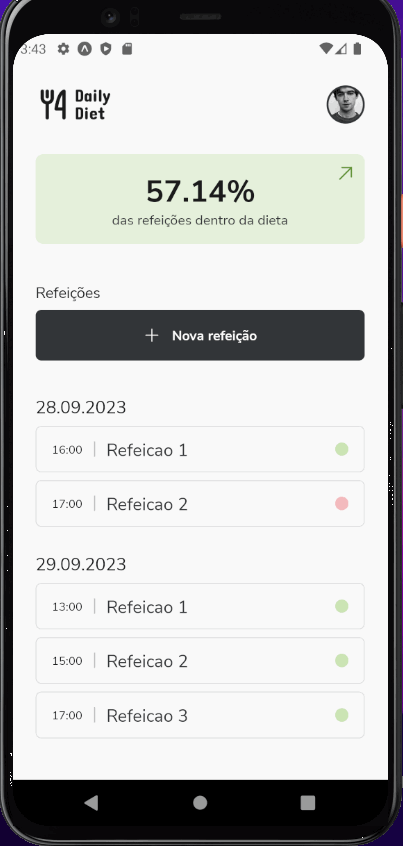 3:43
Daily
Diet
57.14%
das refeições dentro da dieta
Refeições
Nova refeição
28.09.2023
16:00 Refeicao 1
17:00 Refeicao 2
29.09.2023
13:00 Refeicao 1
15:00 Refeicao 2
17:00 Refeicao 3